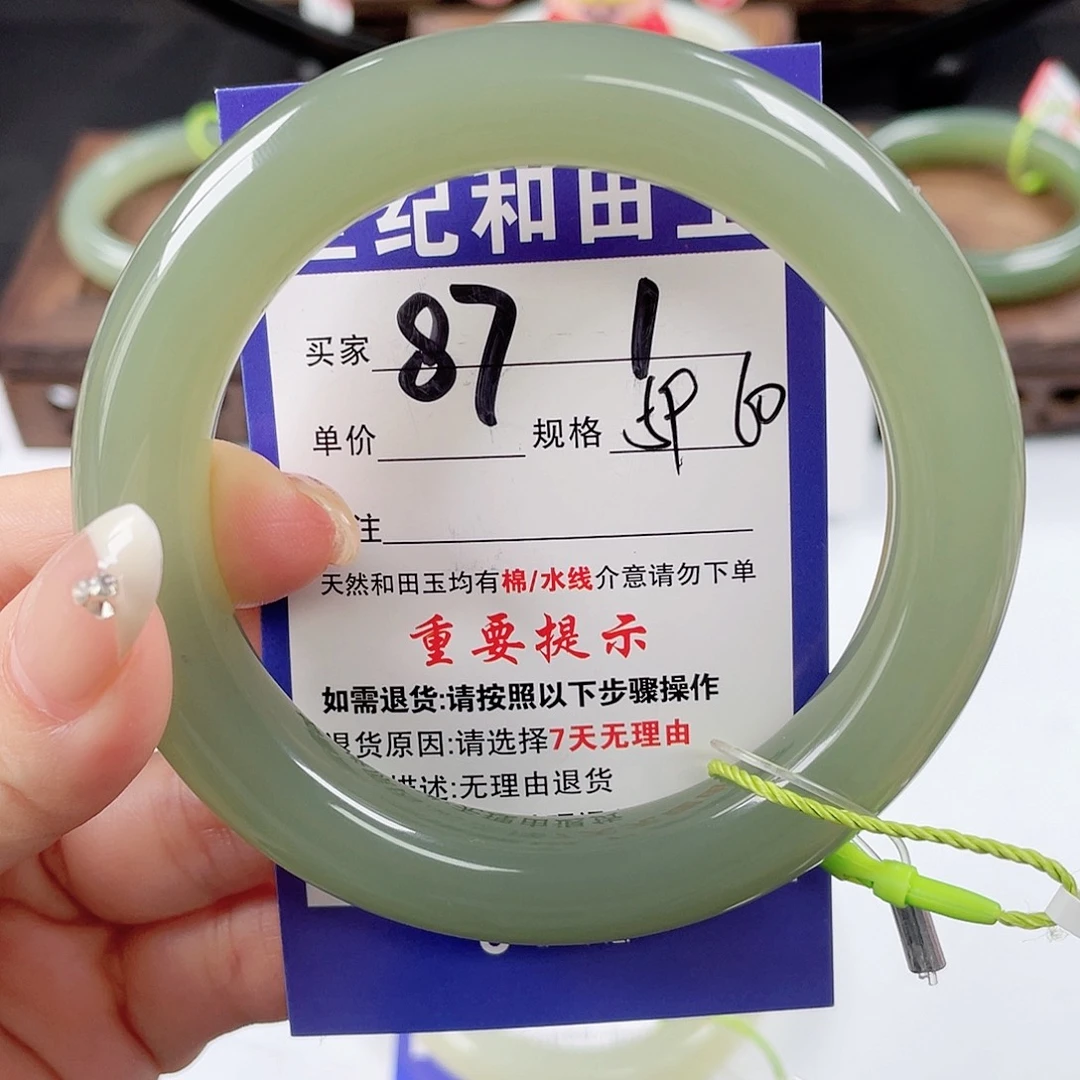 纪和田玉
买家 87 1
单价 规格
注
天然和田玉均有棉/水线介意请勿下单
重要提示
如需退货:请按照以下步骤操作
退货原因:请选择7天无理由
描述:无理由退货